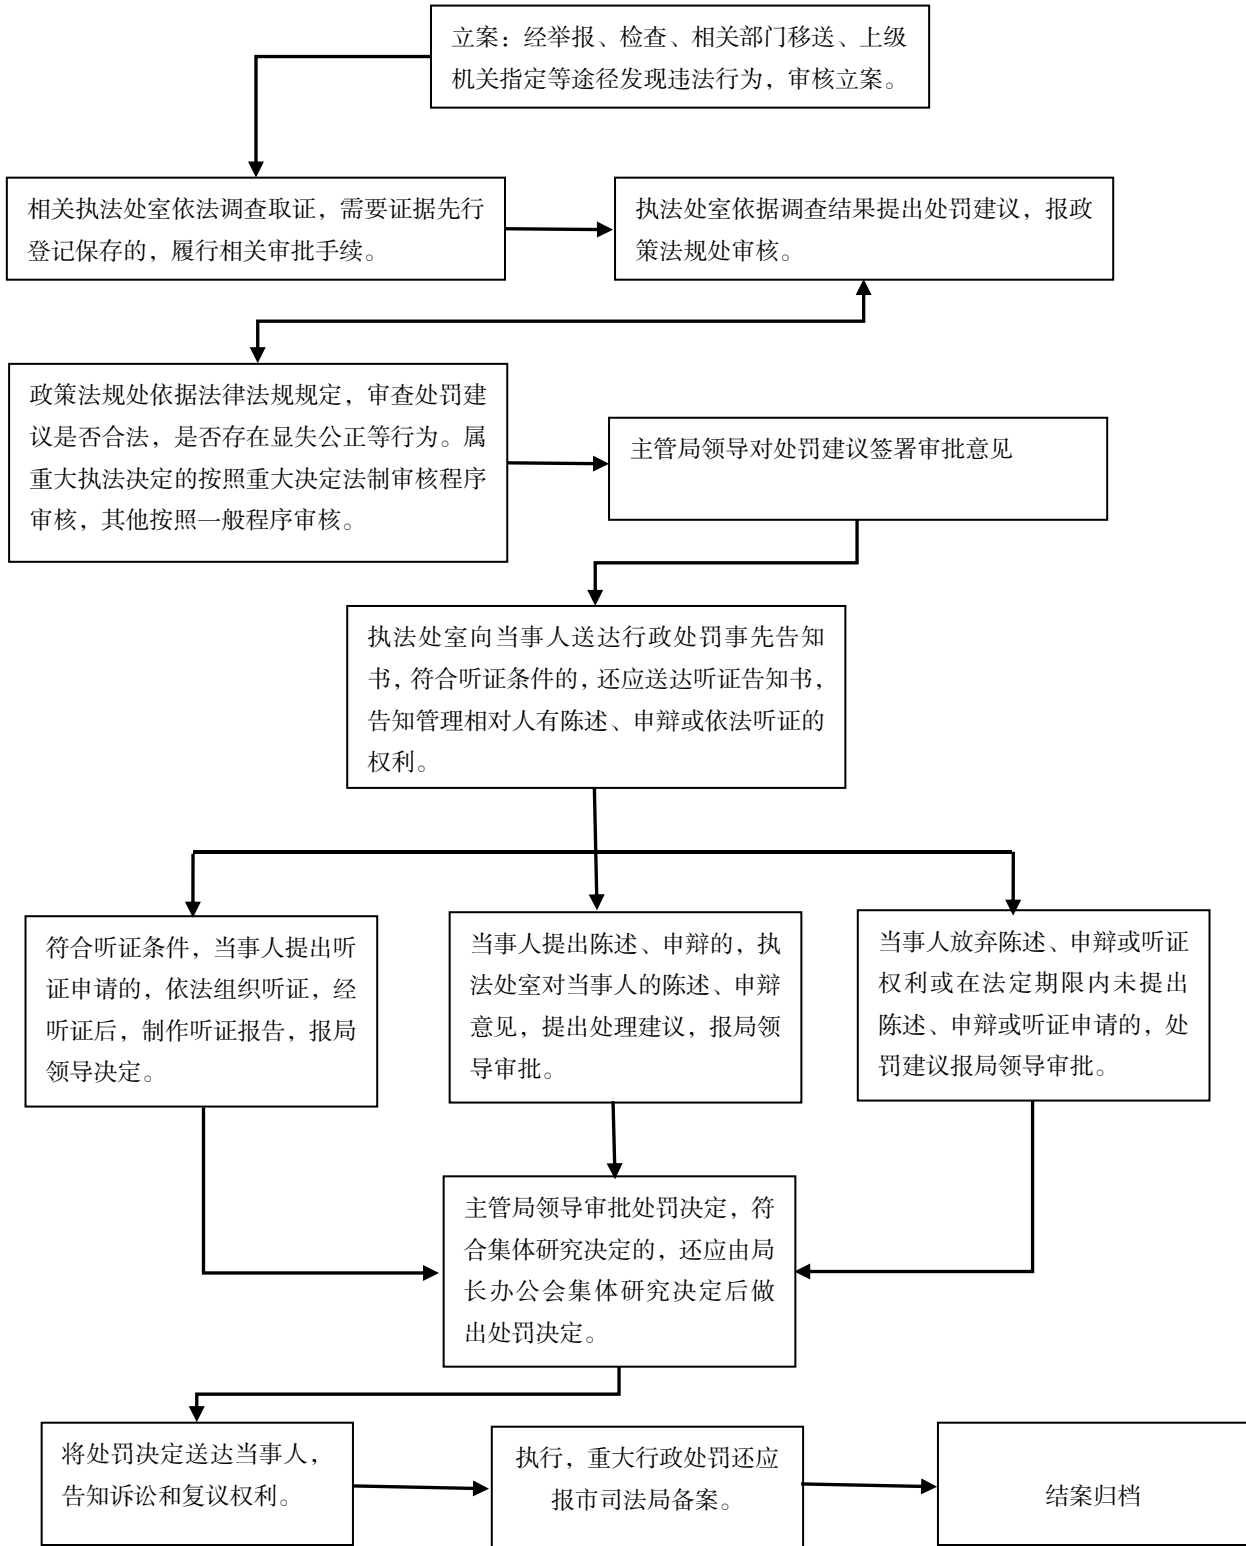 立案：经举报、检查、相关部门移送、上级
机关指定等途径发现违法行为，审核立案。
相关执法处室依法调查取证，需要证据先行
登记保存的，履行相关审批手续。
执法处室依据调查结果提出处罚建议，报政
策法规处审核。
政策法规处依据法律法规规定，审查处罚建
议是否合法，是否存在显失公正等行为。属
重大执法决定的按照重大决定法制审核程序
审核，其他按照一般程序审核。
主管局领导对处罚建议签署审批意见
执法处室向当事人送达行政处罚事先告知
书，符合听证条件的，还应送达听证告知书，
告知管理相对人有陈述、申辩或依法听证的
权利。
符合听证条件，当事人提出听
证申请的，依法组织听证，经
听证后，制作听证报告，报局
领导决定。
当事人提出陈述、申辩的，执
法处室对当事人的陈述、申辩
意见，提出处理建议，报局领
导审批。
当事人放弃陈述、申辩或听证
权利或在法定期限内未提出
陈述、申辩或听证申请的，处
罚建议报局领导审批。
主管局领导审批处罚决定，符
合集体研究决定的，还应由局
长办公会集体研究决定后做
出处罚决定。
将处罚决定送达当事人，
告知诉讼和复议权利。
执行，重大行政处罚还应
报市司法局备案。
结案归档